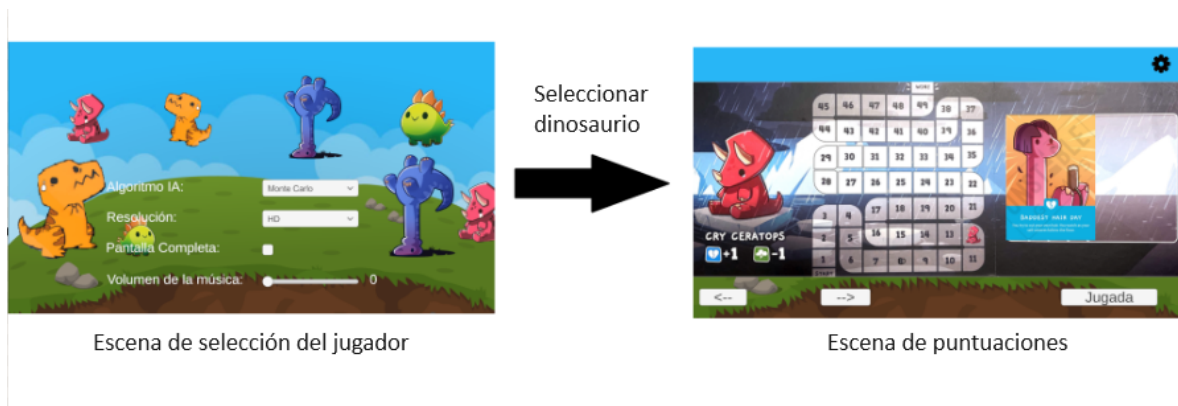 Algoritmo IA:
Monte Carlo
Resolución:
HD
Pantalla Completa:
Volumen de la música:
0
Escena de selección del jugador
Seleccionar
dinosaurio
45 46 47 48 49 38 37
44 43 42 41 40 39 36
29 30 31 32 33 34 35
28 27 26 25 24 23 22
3 4 17 18 19 20 21
2 5 16 15 14 13
1 6 7 8 9 10 11
START
CRY CERATOPS
+1 -1
BADDEST HAIR DAY
<--
-->
Jugada
Escena de puntuaciones